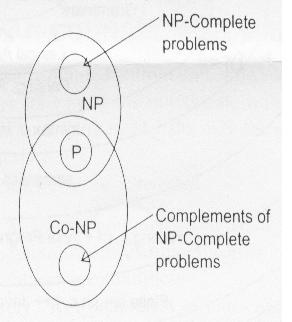 NP-Complete
problems
NP
P
Co-NP
Complements of
NP-Complete
problems